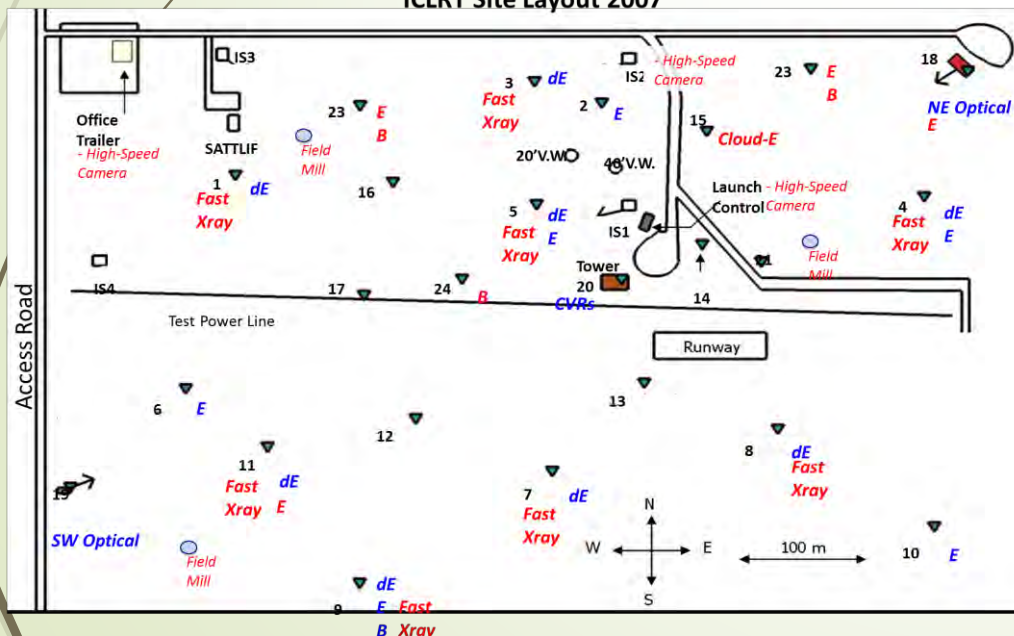 ICLRT Site Layout 2007
IS3
IS2
- High-Speed
Camera
18
NE Optical
E
Office
Trailer
- High-Speed
Camera
SATTLIF
23
E
B
Field
Mill
3
dE
Fast
Xray
2
E
23
E
B
15
Cloud-E
20'V.W.
40'V.W.
1
dE
Fast
Xray
16
5
dE
Fast
E
Xray
IS1
Launch
Control
- High-Speed
Camera
4
dE
Fast
E
Xray
Field
Mill
IS4
17
24
B
Tower
20
CVRs
14
Access Road
Test Power Line
Runway
6
E
12
13
8
dE
Fast
Xray
11
dE
Fast
Xray
E
7
dE
Fast
Xray
SW Optical
Field
Mill
N
W
E
S
100 m
10
E
9
dE
E
Fast
B
Xray